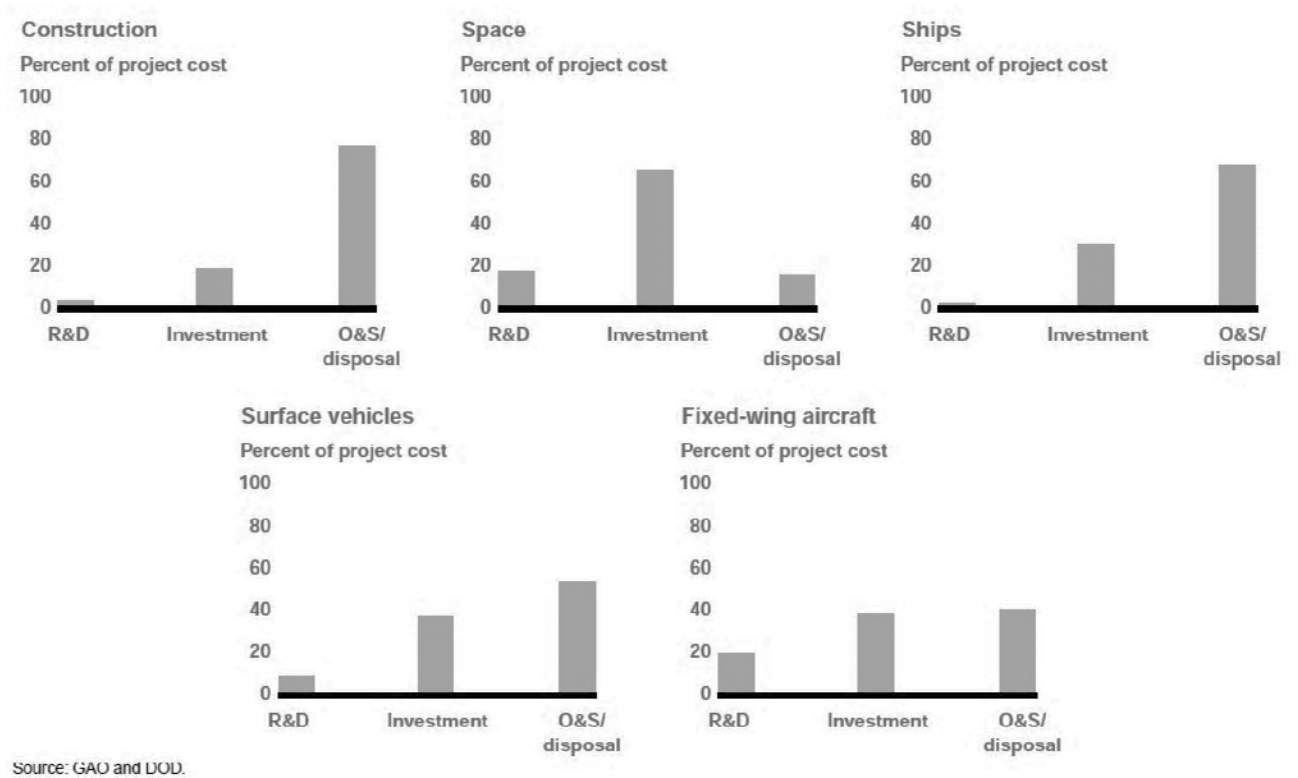 Construction
Percent of project cost
100
80
60
40
20
0
R&D Investment O&S/
disposal
Space
Percent of project cost
100
80
60
40
20
0
R&D Investment O&S/
disposal
Ships
Percent of project cost
100
80
60
40
20
0
R&D Investment O&S/
disposal
Surface vehicles
Percent of project cost
100
80
60
40
20
0
R&D Investment O&S/
disposal
Fixed-wing aircraft
Percent of project cost
100
80
60
40
20
0
R&D Investment O&S/
disposal
Source: GAO and DOD.